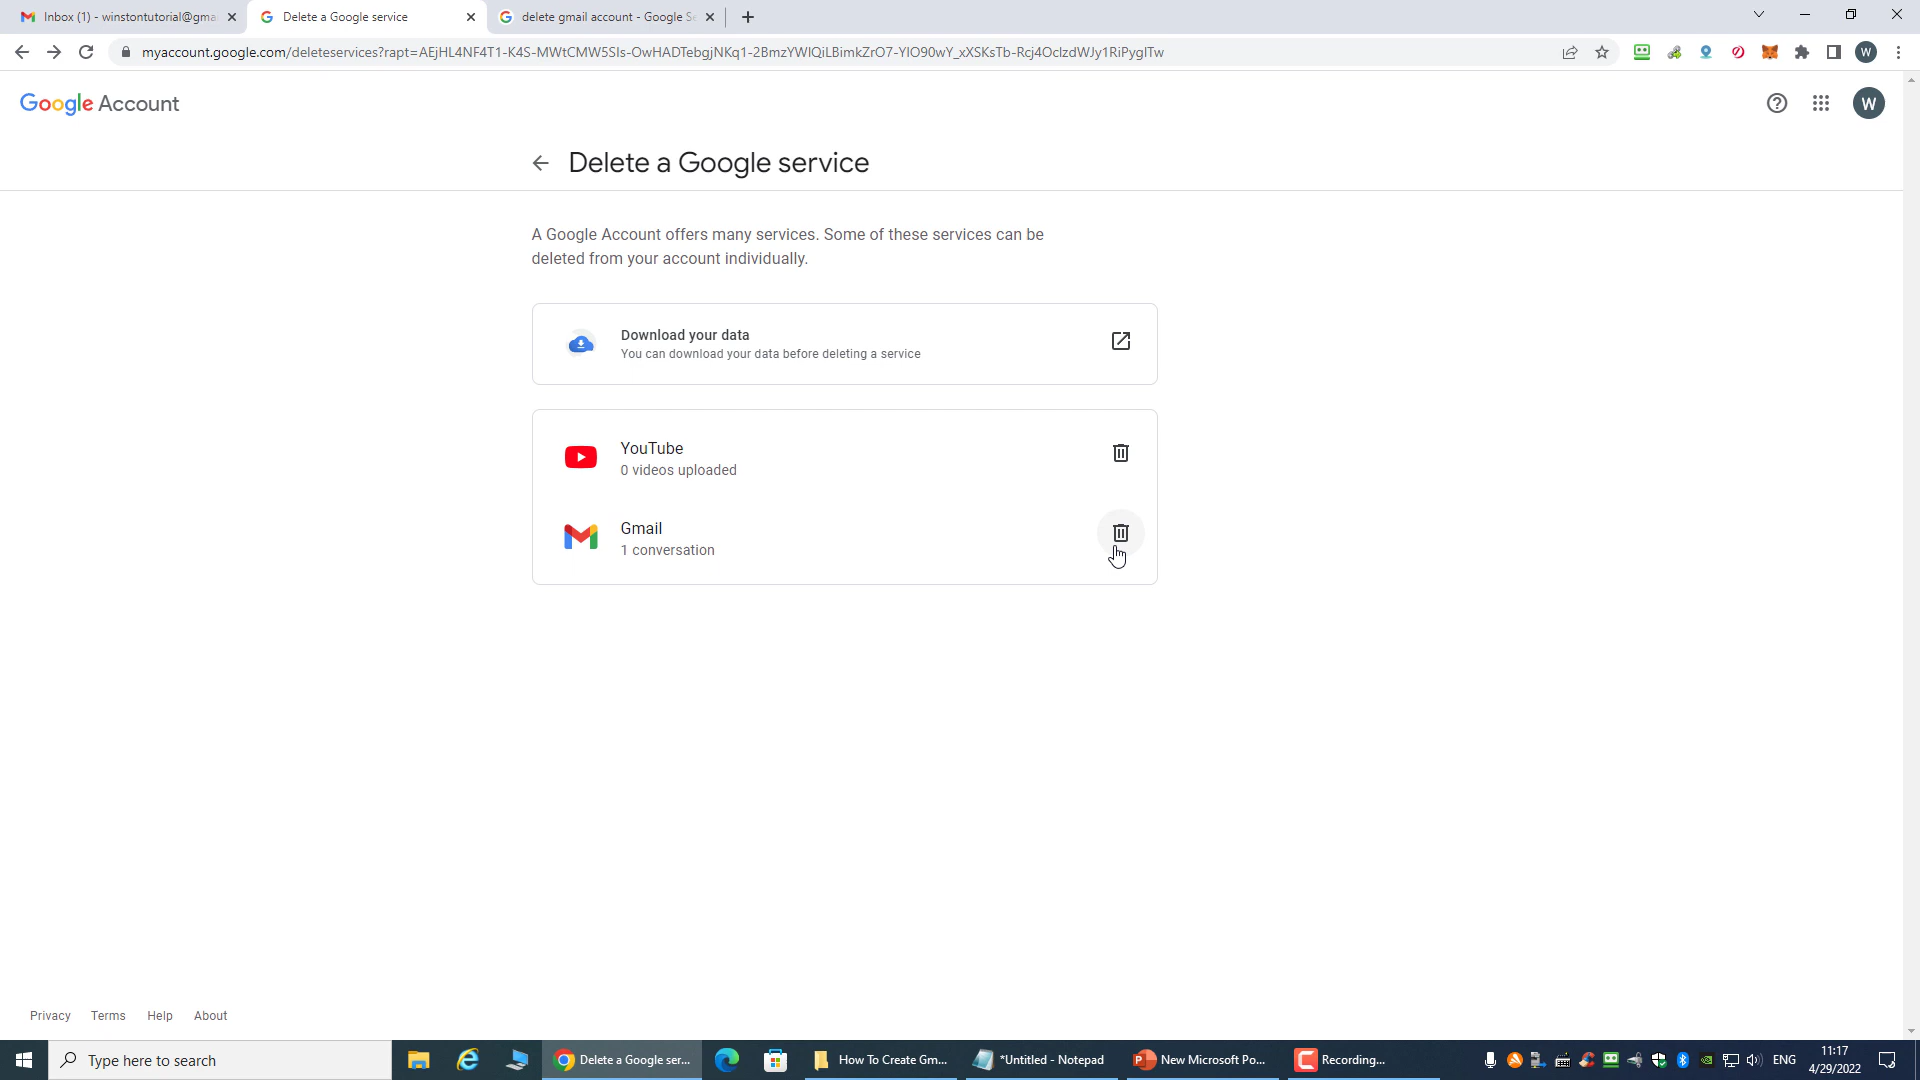 Inbox (1) - winstontutorial@gma
Delete a Google service
delete gmail account - Google Se
myaccount.google.com/deleteservices?rapt=AEjHL4NF4T1-K4S-MWtCMW5SIs-OwHADTebgjNKq1-2BmzYWIQiLBimkZrO7-YlO90wY_xXSKsTb-Rcj4OcIzdWJy1RiPygITw
W
Google Account
W
Delete a Google service
A Google Account offers many services. Some of these services can be
deleted from your account individually.
Download your data
You can download your data before deleting a service
YouTube
0 videos uploaded
Gmail
1 conversation
Privacy Terms Help About
Type here to search
Delete a Google ser...
How To Create Gm...
*Untitled - Notepad
New Microsoft Po...
Recording...
ENG
11:17
4/29/2022